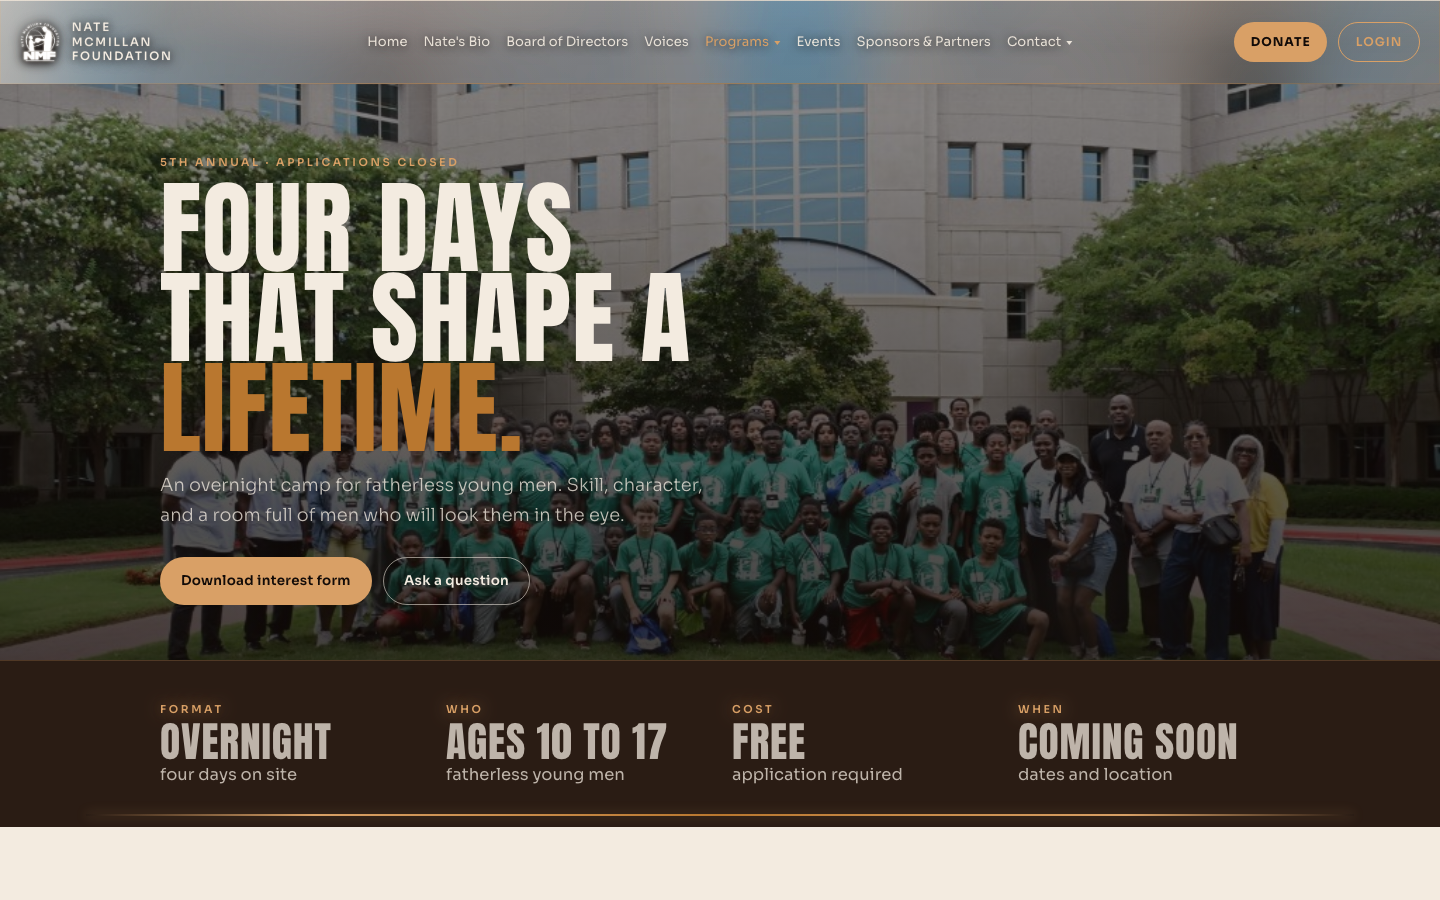 NATE
MCMILLAN
FOUNDATION
Home
Nate's Bio
Board of Directors
Voices
Programs
Events
Sponsors & Partners
Contact
DONATE
LOGIN
5TH ANNUAL · APPLICATIONS CLOSED
FOUR DAYS
THAT SHAPE A
LIFETIME.
An overnight camp for fatherless young men. Skill, character,
and a room full of men who will look them in the eye.
Download interest form
Ask a question
FORMAT
OVERNIGHT
four days on site
WHO
AGES 10 TO 17
fatherless young men
COST
FREE
application required
WHEN
COMING SOON
dates and location